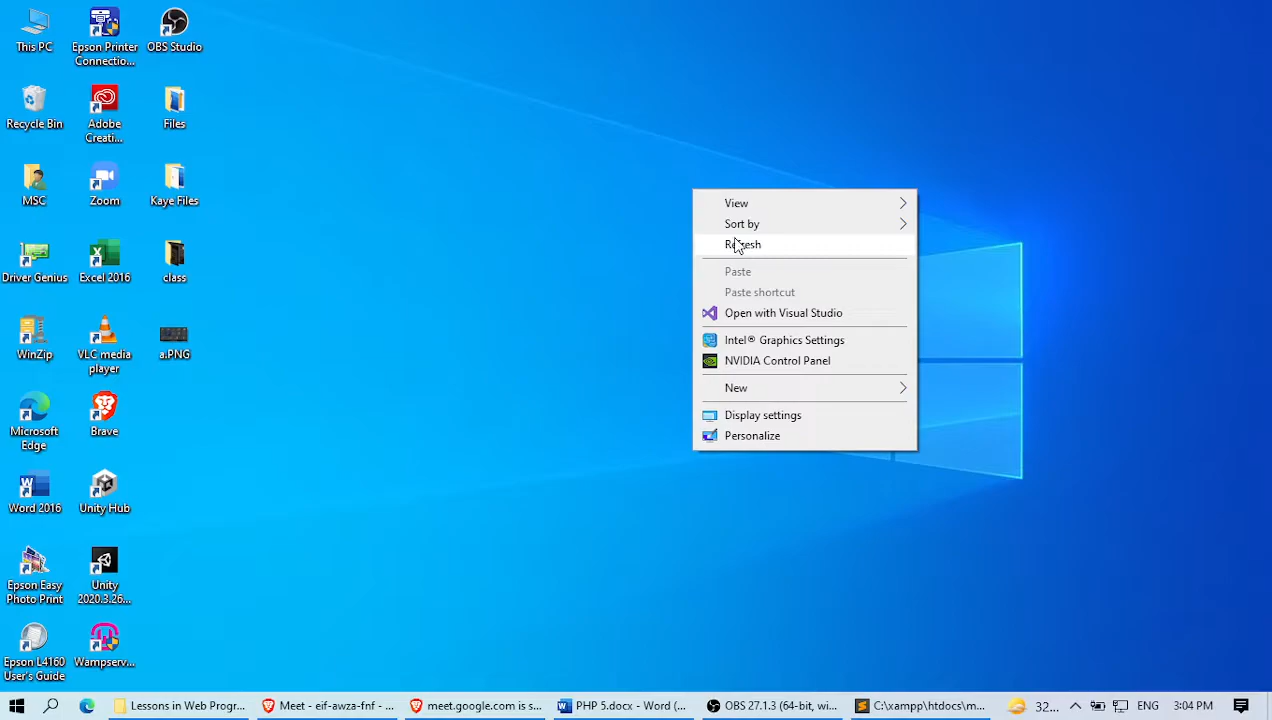 This PC
Epson Printer
Connectio...
OBS Studio
Recycle Bin
Adobe
Creati...
Files
MSC
Zoom
Kaye Files
Driver Genius
Excel 2016
class
WinZip
VLC media
player
a.PNG
Microsoft
Edge
Brave
Word 2016
Unity Hub
Epson Easy
Photo Print
Unity
2020.3.26...
Epson L4160
User's Guide
Wampserv...
View
Sort by
Refresh
Paste
Paste shortcut
Open with Visual Studio
Intel® Graphics Settings
NVIDIA Control Panel
New
Display settings
Personalize
Lessons in Web Progr...
Meet - eif-awza-fnf - ...
meet.google.com is s...
PHP 5.docx - Word (...
OBS 27.1.3 (64-bit, wi...
C:\xampp\htdocs\m...
32...
ENG
3:04 PM